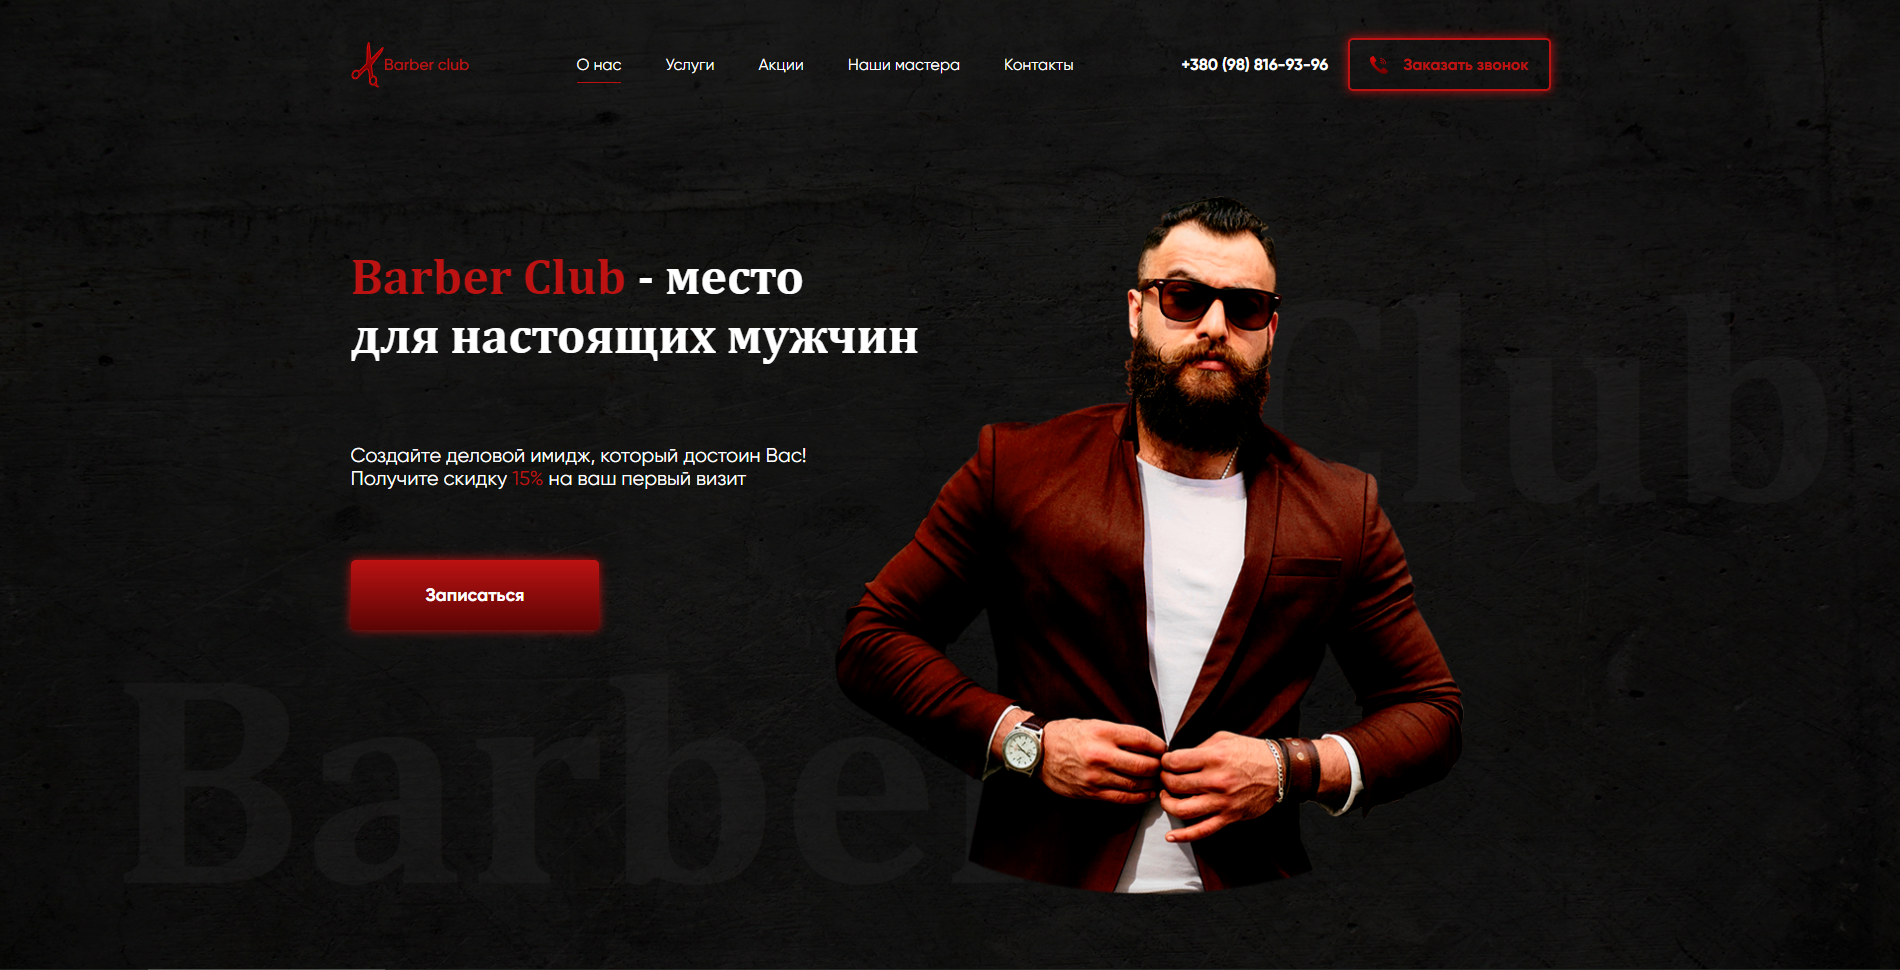 Barber club
О нас
Услуги
Акции
Наши мастера
Контакты
+380 (98) 816-93-96
Заказать звонок
Barber Club - место
для настоящих мужчин
Создайте деловой имидж, который достоин Вас!
Получите скидку 15% на ваш первый визит
Записаться
Club
Barber